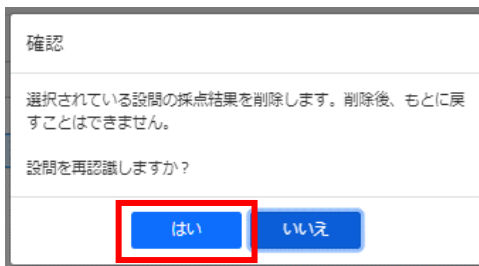 確認
選択されている設問の採点結果を削除します。削除後、もとに戻
すことはできません。
設問を再認識しますか？
はい
いいえ